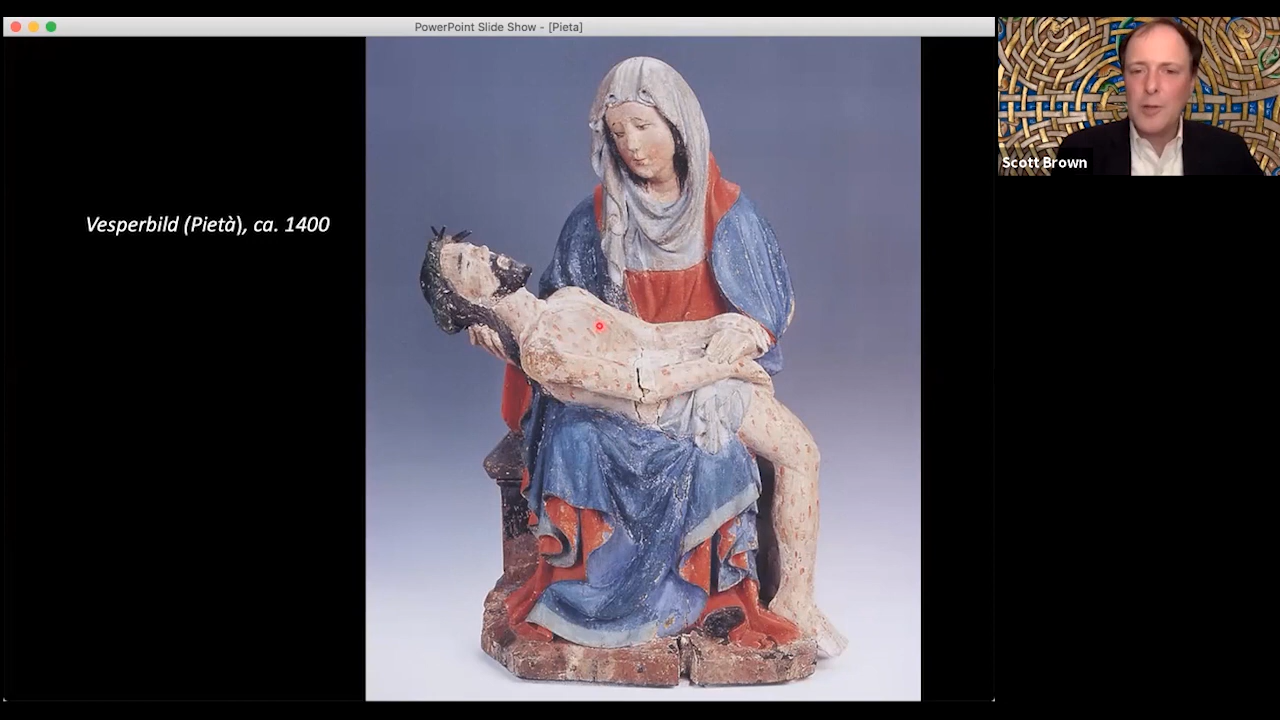 PowerPoint Slide Show - [Pieta]
Vesperbild (Pietà), ca. 1400
Scott Brown